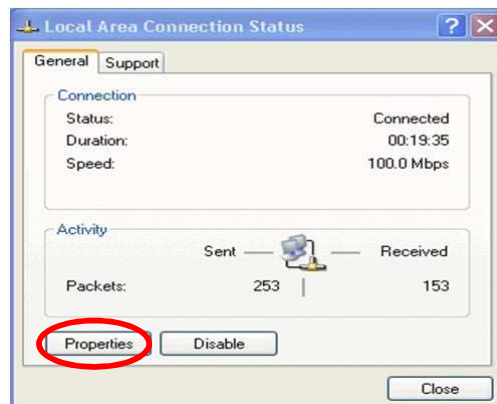 Local Area Connection Status
General Support
Connection
Status: Connected
Duration: 00:19:35
Speed: 100.0 Mbps
Activity
Sent — — Received
Packets: 253 | 153
Properties Disable
Close